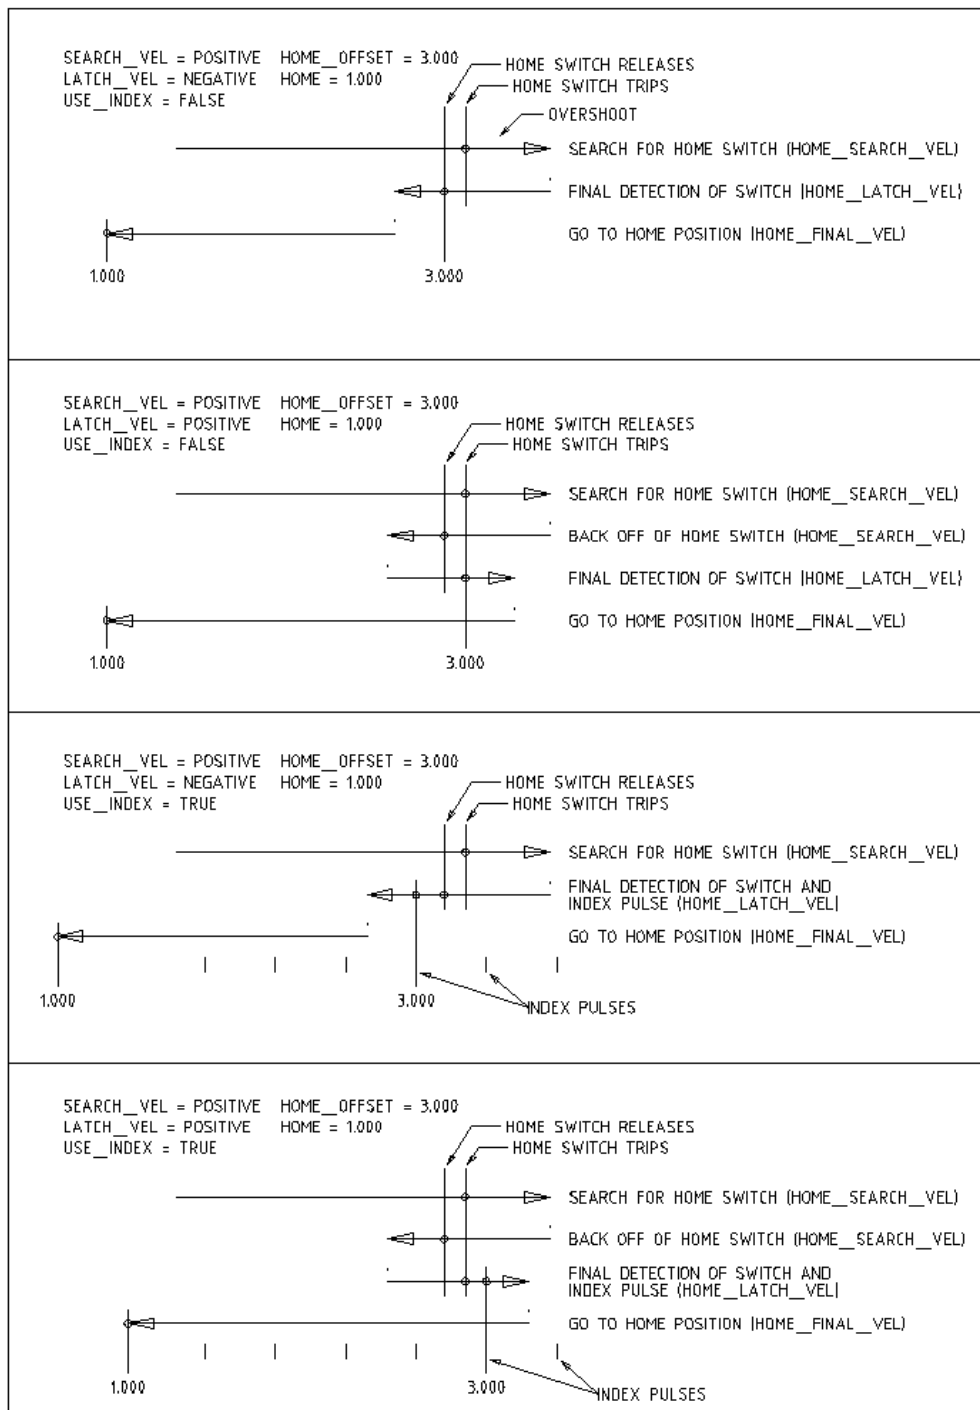 SEARCH_VEL = POSITIVE HOME_OFFSET = 3.000
LATCH_VEL = NEGATIVE HOME = 1.000
USE_INDEX = FALSE
HOME SWITCH RELEASES
HOME SWITCH TRIPS
OVERSHOOT
SEARCH FOR HOME SWITCH (HOME_SEARCH_VEL)
FINAL DETECTION OF SWITCH (HOME_LATCH_VEL)
GO TO HOME POSITION (HOME_FINAL_VEL)
1.000 3.000
SEARCH_VEL = POSITIVE HOME_OFFSET = 3.000
LATCH_VEL = POSITIVE HOME = 1.000
USE_INDEX = FALSE
HOME SWITCH RELEASES
HOME SWITCH TRIPS
SEARCH FOR HOME SWITCH (HOME_SEARCH_VEL)
BACK OFF OF HOME SWITCH (HOME_SEARCH_VEL)
FINAL DETECTION OF SWITCH (HOME_LATCH_VEL)
GO TO HOME POSITION (HOME_FINAL_VEL)
1.000 3.000
SEARCH_VEL = POSITIVE HOME_OFFSET = 3.000
LATCH_VEL = NEGATIVE HOME = 1.000
USE_INDEX = TRUE
HOME SWITCH RELEASES
HOME SWITCH TRIPS
SEARCH FOR HOME SWITCH (HOME_SEARCH_VEL)
FINAL DETECTION OF SWITCH AND
INDEX PULSE (HOME_LATCH_VEL)
GO TO HOME POSITION (HOME_FINAL_VEL)
1.000 3.000
INDEX PULSES
SEARCH_VEL = POSITIVE HOME_OFFSET = 3.000
LATCH_VEL = POSITIVE HOME = 1.000
USE_INDEX = TRUE
HOME SWITCH RELEASES
HOME SWITCH TRIPS
SEARCH FOR HOME SWITCH (HOME_SEARCH_VEL)
BACK OFF OF HOME SWITCH (HOME_SEARCH_VEL)
FINAL DETECTION OF SWITCH AND
INDEX PULSE (HOME_LATCH_VEL)
GO TO HOME POSITION (HOME_FINAL_VEL)
1.000 3.000
INDEX PULSES